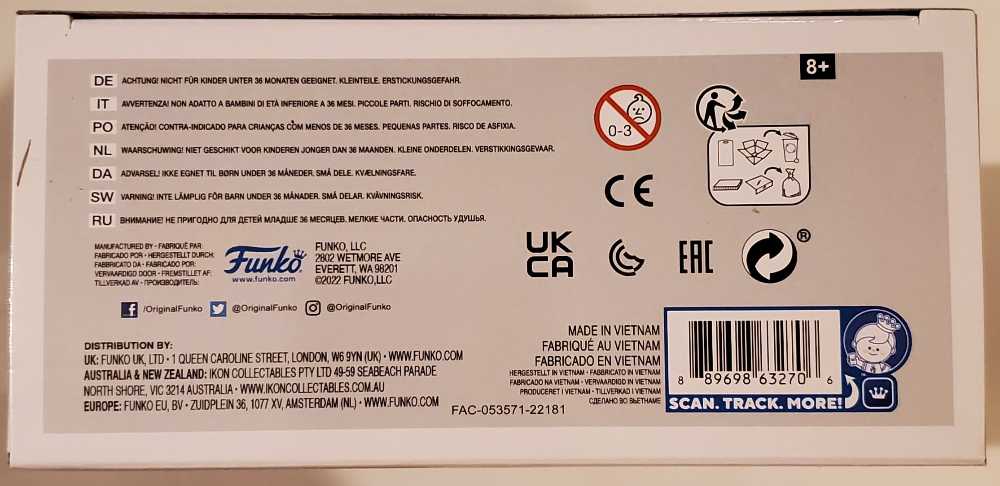 8+
DE ACHTUNG! NICHT FÜR KINDER UNTER 36 MONATEN GEEIGNET. KLEINTEILE. ERSTICKUNGSGEFAHR.
IT AVVERTENZA! NON ADATTO A BAMBINI DI ETÀ INFERIORE A 36 MESI. PICCOLE PARTI. RISCHIO DI SOFFOCAMENTO.
PO ATENÇÃO! CONTRA-INDICADO PARA CRIANÇAS COM MENOS DE 36 MESES. PEQUENAS PARTES. RISCO DE ASFIXIA.
NL WAARSCHUWING! NIET GESCHIKT VOOR KINDEREN JONGER DAN 36 MAANDEN. KLEINE ONDERDELEN. VERSTIKKINGSGEVAAR.
DA ADVARSEL! IKKE EGNET TIL BØRN UNDER 36 MÅNEDER. SMÅ DELE. KVÆLNINGSFARE.
SW VARNING! INTE LÄMPLIG FÖR BARN UNDER 36 MÅNADER. SMÅ DELAR. KVÄVNINGSRISK.
RU ВНИМАНИЕ! НЕ ПРИГОДНО ДЛЯ ДЕТЕЙ МЛАДШЕ 36 МЕСЯЦЕВ. МЕЛКИЕ ЧАСТИ. ОПАСНОСТЬ УДУШЬЯ.
0-3
CE
UK
CA
EAC
®
MANUFACTURED BY • FABRIQUÉ PAR:
FABRICADO POR • HERGESTELLT DURCH:
FABBRICATO DA • FABRICADO POR:
VERVAARDIGD DOOR • FREMSTILLET AF:
TILLVERKAD AV • ПРОИЗВОДИТЕЛЬ:
Funko
www.funko.com
FUNKO, LLC
2802 WETMORE AVE
EVERETT, WA 98201
©2022 FUNKO,LLC
/OriginalFunko @OriginalFunko @OriginalFunko
DISTRIBUTION BY:
UK: FUNKO UK, LTD • 1 QUEEN CAROLINE STREET, LONDON, W6 9YN (UK) • WWW.FUNKO.COM
AUSTRALIA & NEW ZEALAND: IKON COLLECTABLES PTY LTD 49-59 SEABEACH PARADE
NORTH SHORE, VIC 3214 AUSTRALIA • WWW.IKONCOLLECTABLES.COM.AU
EUROPE: FUNKO EU, BV • ZUIDPLEIN 36, 1077 XV, AMSTERDAM (NL) • WWW.FUNKO.COM
FAC-053571-22181
MADE IN VIETNAM
FABRIQUÉ AU VIETNAM
FABRICADO EN VIETNAM
HERGESTELLT IN VIETNAM • FABBRICATO IN VIETNAM
FABRICADO NA VIETNAM • VERVAARDIGD IN VIETNAM
PRODUCERET I VIETNAM • TILLVERKAD I VIETNAM
СДЕЛАНО ВО ВЬЕТНАМЕ
8 89698 63270 6
SCAN. TRACK. MORE!